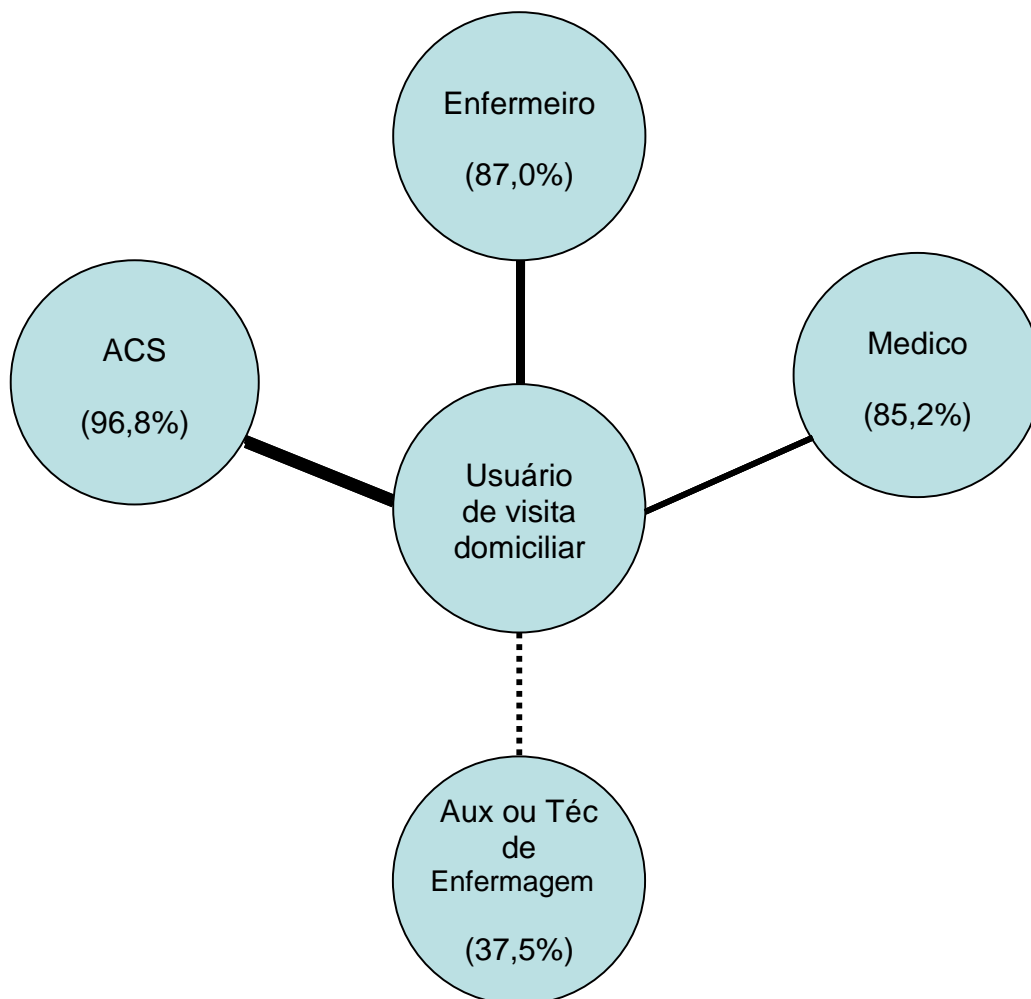 Enfermeiro
(87,0%)
ACS
(96,8%)
Medico
(85,2%)
Usuário
de visita
domiciliar
Aux ou Téc
de
Enfermagem
(37,5%)